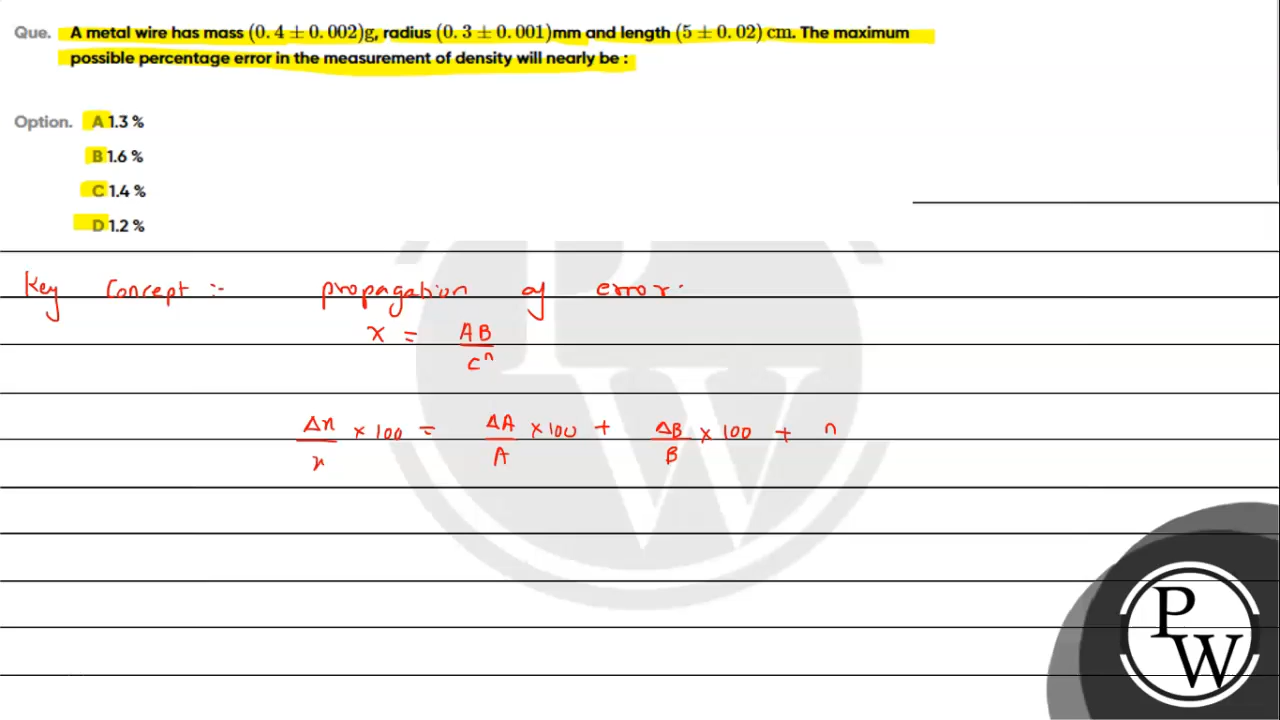 Que. A metal wire has mass (0. 4 ± 0. 002)g, radius (0. 3 ± 0. 001)mm and length (5 ± 0. 02) cm. The maximum
possible percentage error in the measurement of density will nearly be :
Option. A 1.3 %
B 1.6 %
C 1.4 %
D 1.2 %
Key Concept :- propagation of error.
x = AB / cⁿ
Δx/x × 100 = ΔA/A × 100 + ΔB/B × 100 + n
PW
PW